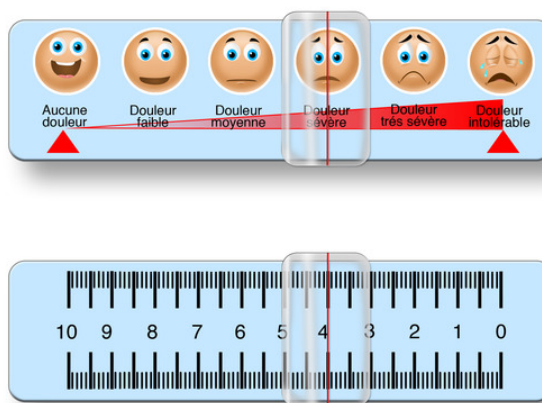 Aucune douleur
Douleur faible
Douleur moyenne
Douleur sévère
Douleur trés sévère
Douleur intolérable
10 9 8 7 6 5 4 3 2 1 0